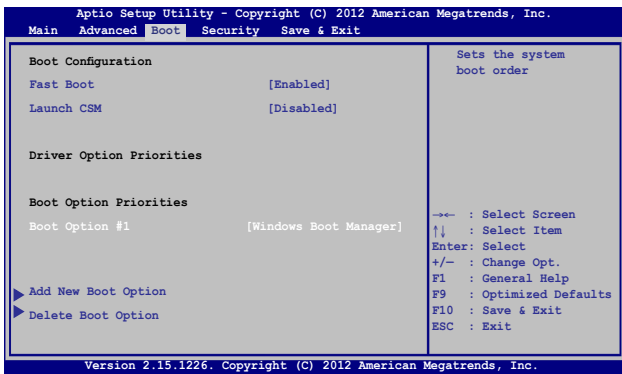 Aptio Setup Utility - Copyright (C) 2012 American Megatrends, Inc.
Main Advanced Boot Security Save & Exit
Boot Configuration
Fast Boot [Enabled]
Launch CSM [Disabled]
Driver Option Priorities
Boot Option Priorities
Boot Option #1 [Windows Boot Manager]
Add New Boot Option
Delete Boot Option
Sets the system
boot order
→← : Select Screen
↑↓ : Select Item
Enter: Select
+/— : Change Opt.
F1 : General Help
F9 : Optimized Defaults
F10 : Save & Exit
ESC : Exit
Version 2.15.1226. Copyright (C) 2012 American Megatrends, Inc.